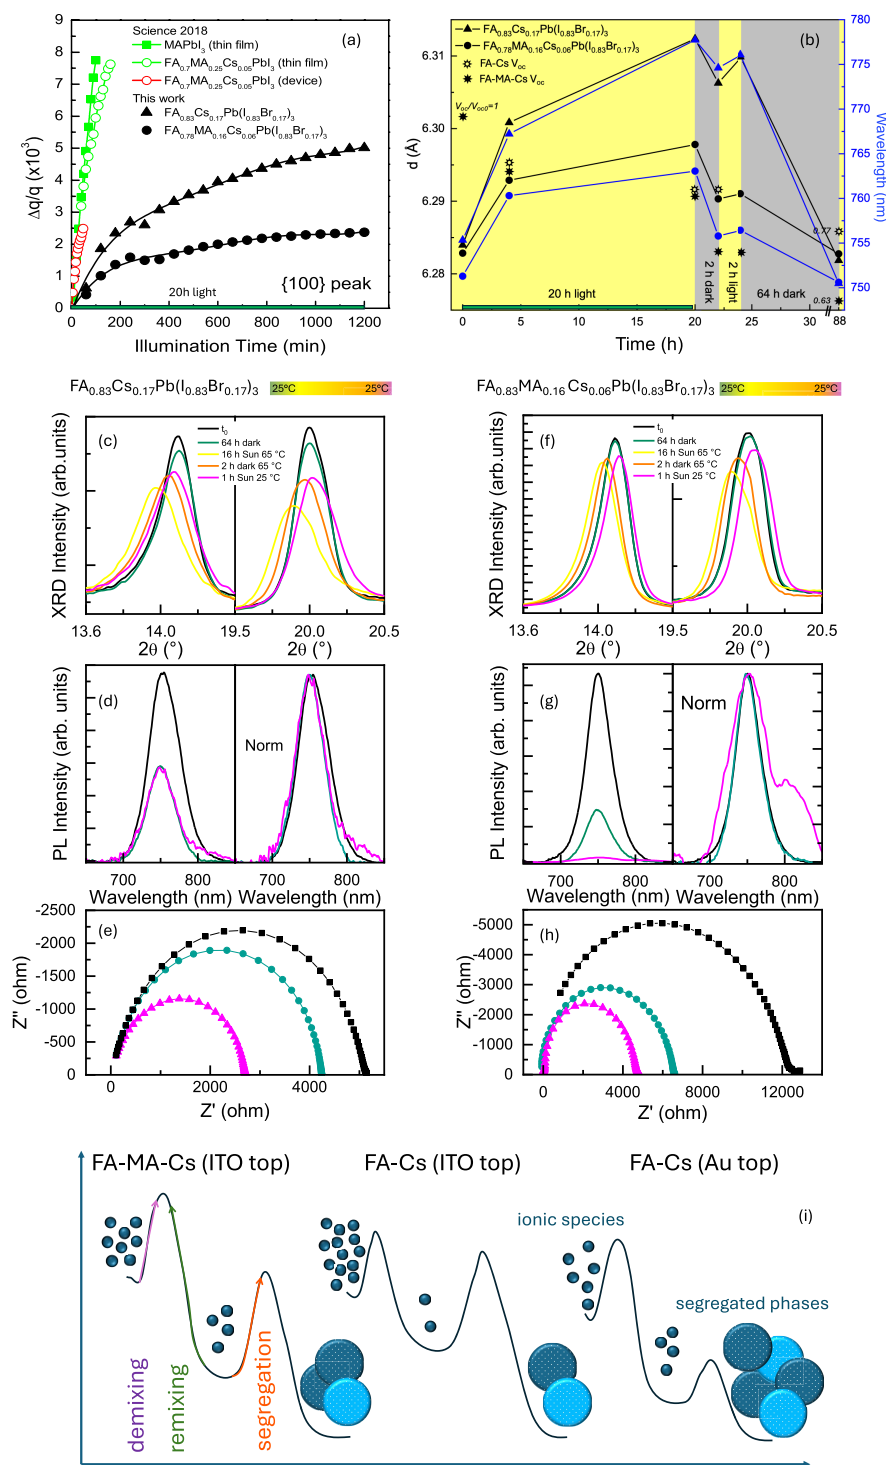 Science 2018
MAPbI3 (thin film)
FA0.7MA0.25Cs0.05PbI3 (thin film)
FA0.7MA0.25Cs0.05PbI3 (device)
This work
FA0.83Cs0.17Pb(I0.83Br0.17)3
FA0.78MA0.16Cs0.06Pb(I0.83Br0.17)3
(a)
9
8
7
6
5
4
3
2
1
0
Δq/q (x10³)
{100} peak
20h light
0 200 400 600 800 1000 1200
Illumination Time (min)
FA0.83Cs0.17Pb(I0.83Br0.17)3
FA0.78MA0.16Cs0.06Pb(I0.83Br0.17)3
FA-Cs Voc
FA-MA-Cs Voc
(b)
Voc/Voc0=1
6.31
6.30
6.29
6.28
d (Å)
780
775
770
765
760
755
750
Wavelength (nm)
0.77
0.63
20 h light
2 h dark
2 h light
64 h dark
0 5 10 15 20 25 30 88
Time (h)
FA0.83Cs0.17Pb(I0.83Br0.17)3
25°C 25°C
(c)
t0
64 h dark
16 h Sun 65 °C
2 h dark 65 °C
1 h Sun 25 °C
XRD Intensity (arb.units)
13.6 14.0 19.5 20.0 20.5
2θ (°) 2θ (°)
FA0.83MA0.16Cs0.06Pb(I0.83Br0.17)3
25°C 25°C
(f)
t0
64 h dark
16 h Sun 65 °C
2 h dark 65 °C
1 h Sun 25 °C
XRD Intensity (arb.units)
13.6 14.0 19.5 20.0 20.5
2θ (°) 2θ (°)
(d)
Norm
PL Intensity (arb. units)
700 800 700 800
Wavelength (nm) Wavelength (nm)
(g)
Norm
PL Intensity (arb. units)
700 800 700 800
Wavelength (nm) Wavelength (nm)
(e)
-2500
-2000
-1500
-1000
-500
0
Z'' (ohm)
0 2000 4000
Z' (ohm)
(h)
-5000
-4000
-3000
-2000
-1000
0
Z'' (ohm)
0 4000 8000 12000
Z' (ohm)
FA-MA-Cs (ITO top) FA-Cs (ITO top) FA-Cs (Au top)
(i)
ionic species
segregated phases
demixing
remixing
segregation